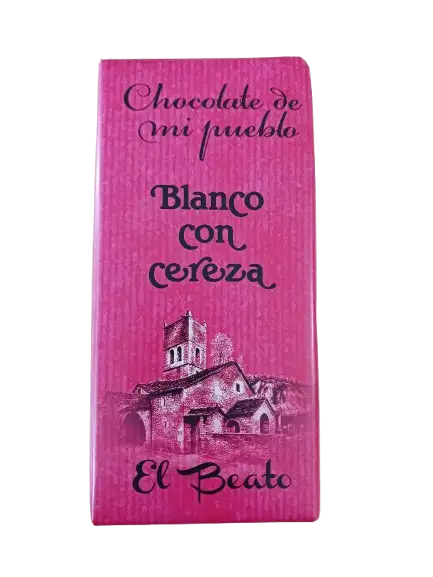 Chocolate de
mi pueblo
Blanco
con
cereza
El Beato